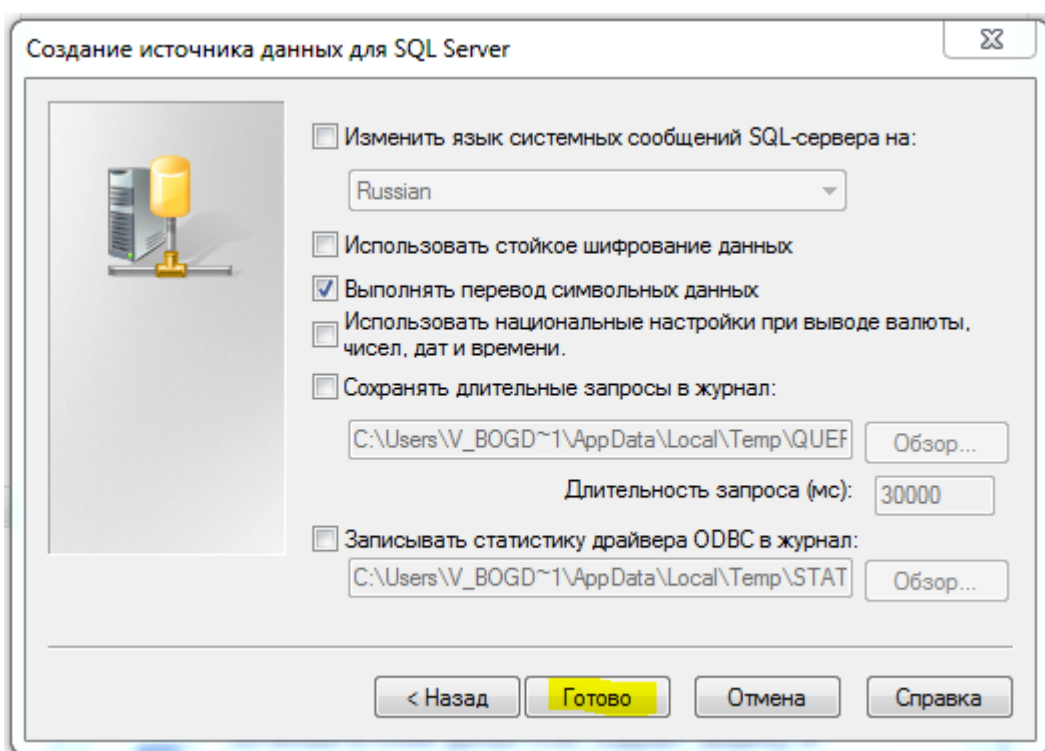 Создание источника данных для SQL Server
Изменить язык системных сообщений SQL-сервера на:
Russian
Использовать стойкое шифрование данных
Выполнять перевод символьных данных
Использовать национальные настройки при выводе валюты,
чисел, дат и времени.
Сохранять длительные запросы в журнал:
C:\Users\V_BOGD~1\AppData\Local\Temp\QUEF Обзор...
Длительность запроса (мс): 30000
Записывать статистику драйвера ODBC в журнал:
C:\Users\V_BOGD~1\AppData\Local\Temp\STAT Обзор...
< Назад Готово Отмена Справка